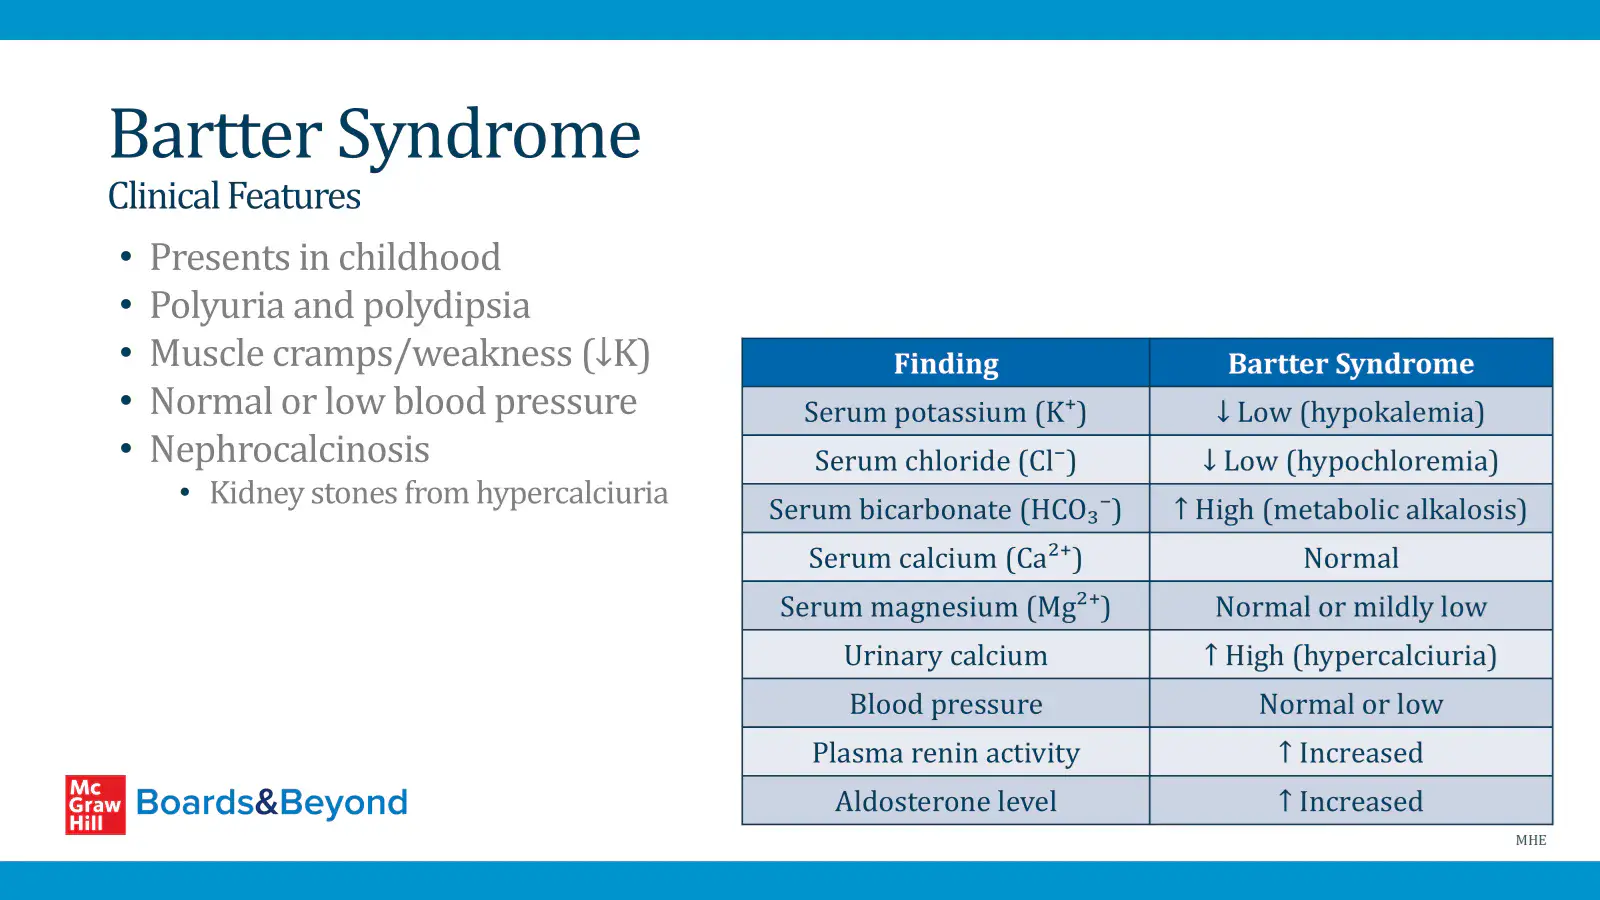 Bartter Syndrome
Clinical Features
• Presents in childhood
• Polyuria and polydipsia
• Muscle cramps/weakness (↓K)
• Normal or low blood pressure
• Nephrocalcinosis
• Kidney stones from hypercalciuria
Finding Bartter Syndrome
Serum potassium (K⁺) ↓ Low (hypokalemia)
Serum chloride (Cl⁻) ↓ Low (hypochloremia)
Serum bicarbonate (HCO₃⁻) ↑ High (metabolic alkalosis)
Serum calcium (Ca²⁺) Normal
Serum magnesium (Mg²⁺) Normal or mildly low
Urinary calcium ↑ High (hypercalciuria)
Blood pressure Normal or low
Plasma renin activity ↑ Increased
Aldosterone level ↑ Increased
MHE
Mc
Graw
Hill
Boards&Beyond